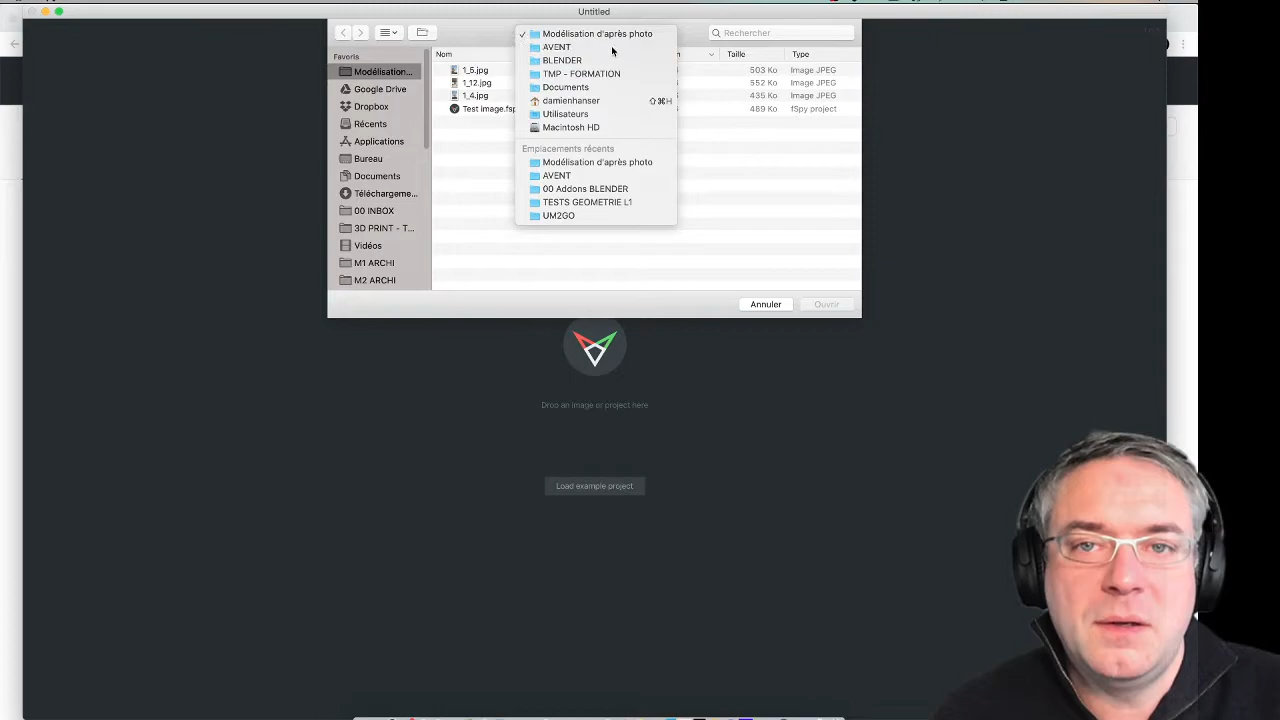 Untitled
Modélisation d'après photo
Rechercher
AVENT
BLENDER
TMP - FORMATION
Documents
damienhanser ⇧⌘H
Utilisateurs
Macintosh HD
Emplacements récents
Modélisation d'après photo
AVENT
00 Addons BLENDER
TESTS GEOMETRIE L1
UM2GO
Favoris
Modélisation...
Google Drive
Dropbox
Récents
Applications
Bureau
Documents
Téléchargeme...
00 INBOX
3D PRINT - T...
Vidéos
M1 ARCHI
M2 ARCHI
Nom Taille Type
1_5.jpg 503 Ko Image JPEG
1_12.jpg 552 Ko Image JPEG
1_4.jpg 435 Ko Image JPEG
Test image.fsp 489 Ko fSpy project
Annuler Ouvrir
Drop an image or project here
Load example project